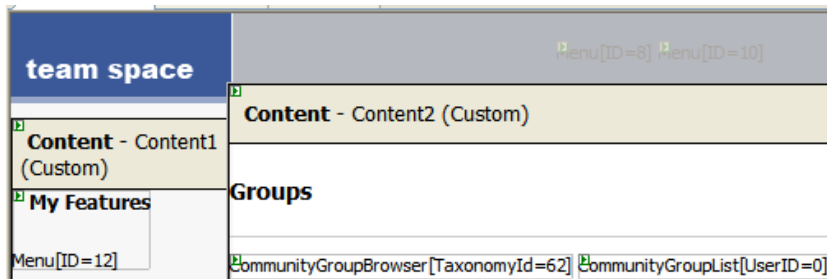 Menu[ID=8] Menu[ID=10]
team space
Content - Content2 (Custom)
Content - Content1
(Custom)
My Features
Groups
Menu[ID=12]
CommunityGroupBrowser[TaxonomyId=62] CommunityGroupList[UserID=0]